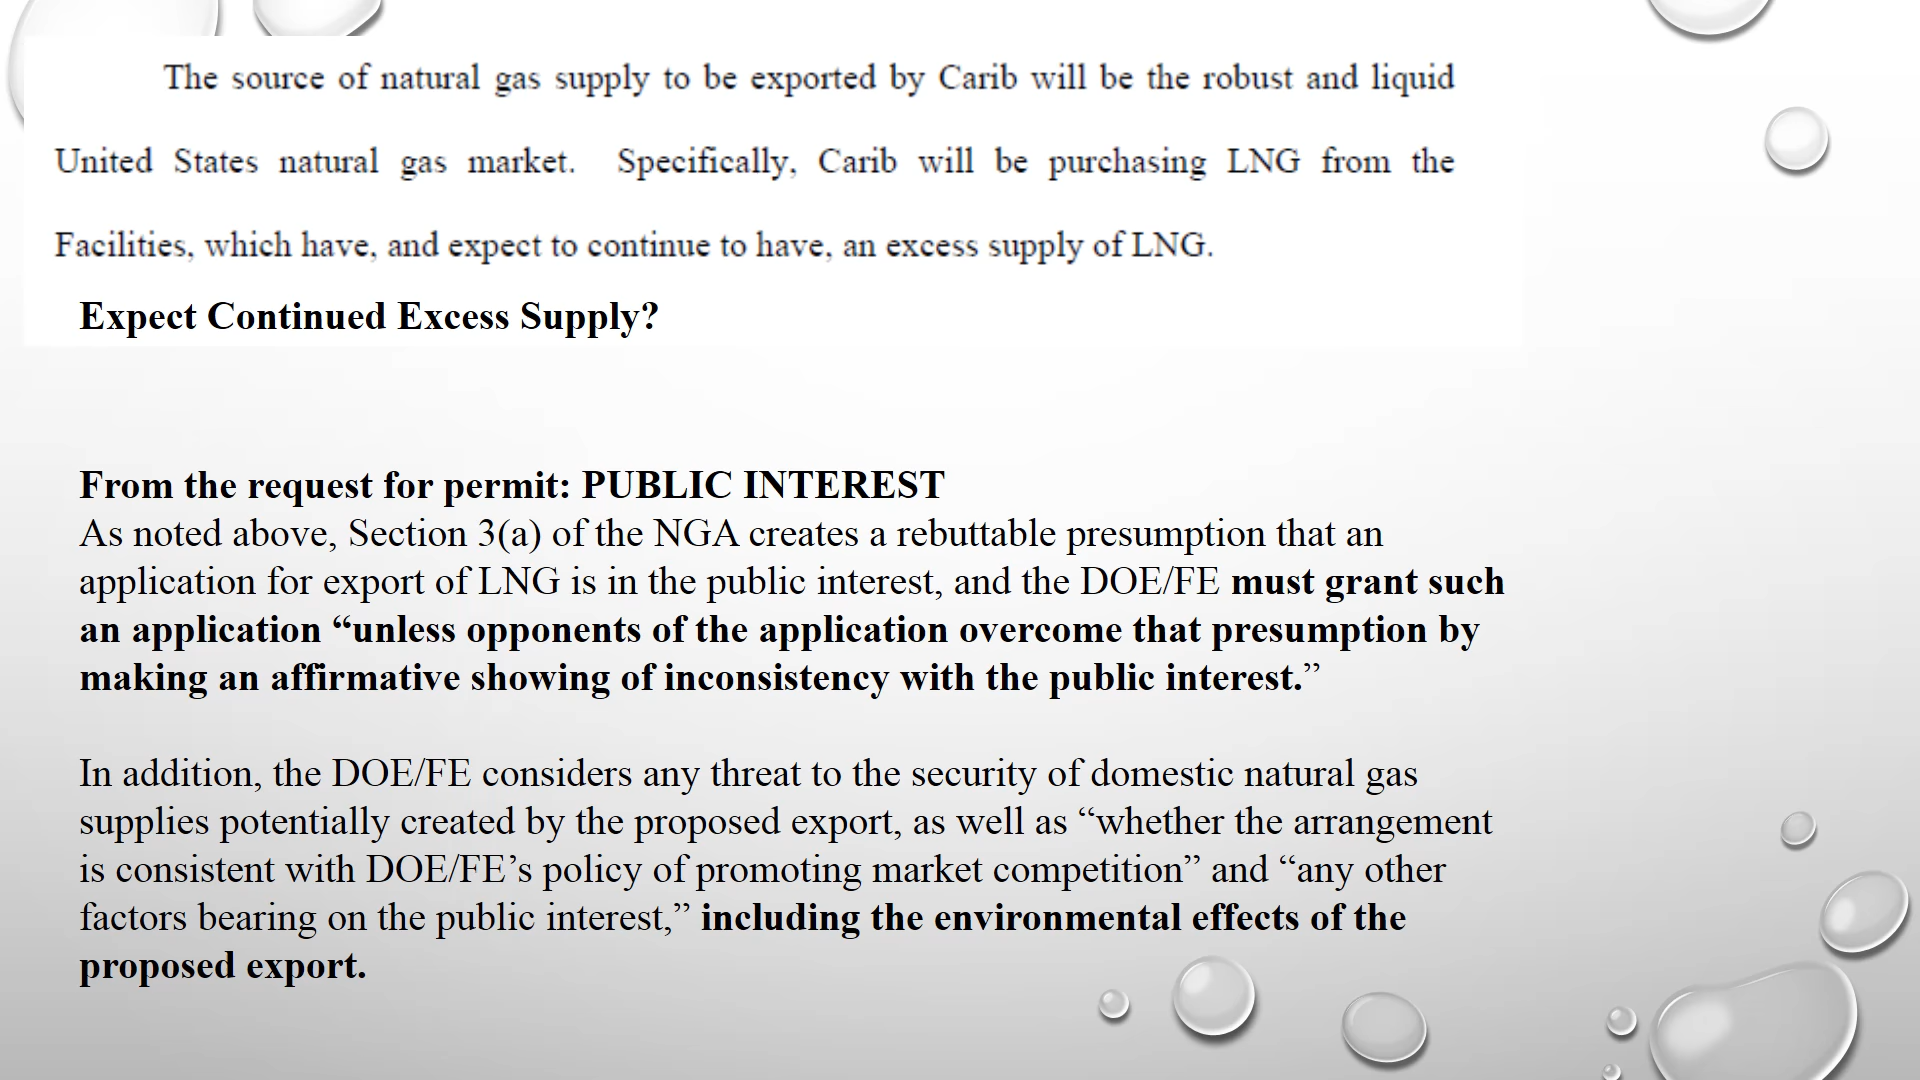 The source of natural gas supply to be exported by Carib will be the robust and liquid
United States natural gas market. Specifically, Carib will be purchasing LNG from the
Facilities, which have, and expect to continue to have, an excess supply of LNG.
Expect Continued Excess Supply?
From the request for permit: PUBLIC INTEREST
As noted above, Section 3(a) of the NGA creates a rebuttable presumption that an
application for export of LNG is in the public interest, and the DOE/FE must grant such
an application “unless opponents of the application overcome that presumption by
making an affirmative showing of inconsistency with the public interest.”
In addition, the DOE/FE considers any threat to the security of domestic natural gas
supplies potentially created by the proposed export, as well as “whether the arrangement
is consistent with DOE/FE’s policy of promoting market competition” and “any other
factors bearing on the public interest,” including the environmental effects of the
proposed export.